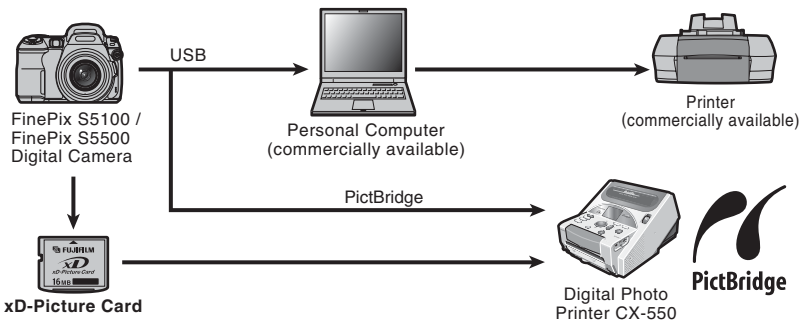 USB
FinePix S5100 /
FinePix S5500
Digital Camera
Personal Computer
(commercially available)
Printer
(commercially available)
PictBridge
FUJIFILM
xD
xD-Picture Card
16MB
xD-Picture Card
Digital Photo
Printer CX-550
PictBridge